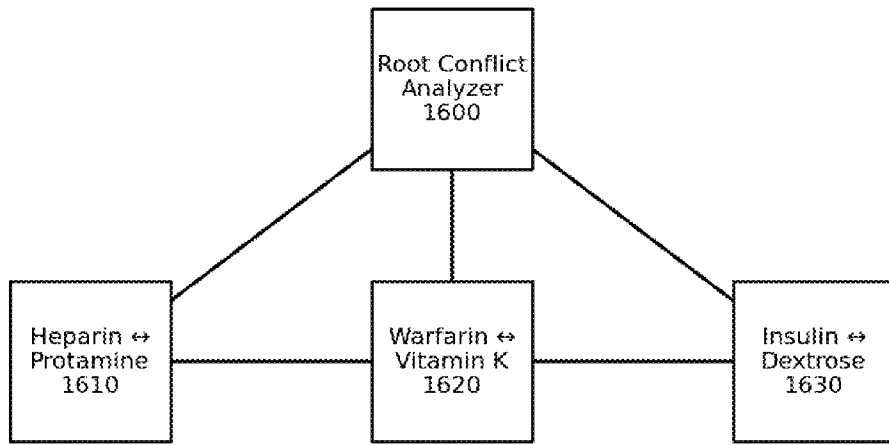 Root Conflict
Analyzer
1600
Heparin ↔
Protamine
1610
Warfarin ↔
Vitamin K
1620
Insulin ↔
Dextrose
1630